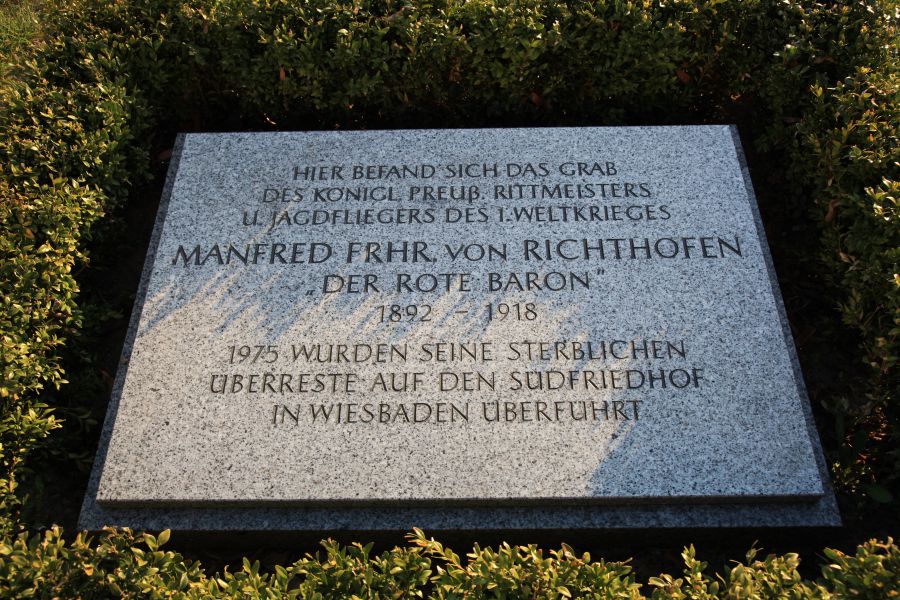 HIER BEFAND SICH DAS GRAB
DES KÖNIGL. PREUß. RITTMEISTERS
U. JAGDFLIEGERS DES I. WELTKRIEGES
MANFRED FRHR. VON RICHTHOFEN
„DER ROTE BARON"
1892 – 1918
1975 WURDEN SEINE STERBLICHEN
ÜBERRESTE AUF DEN SÜDFRIEDHOF
IN WIESBADEN ÜBERFÜHRT